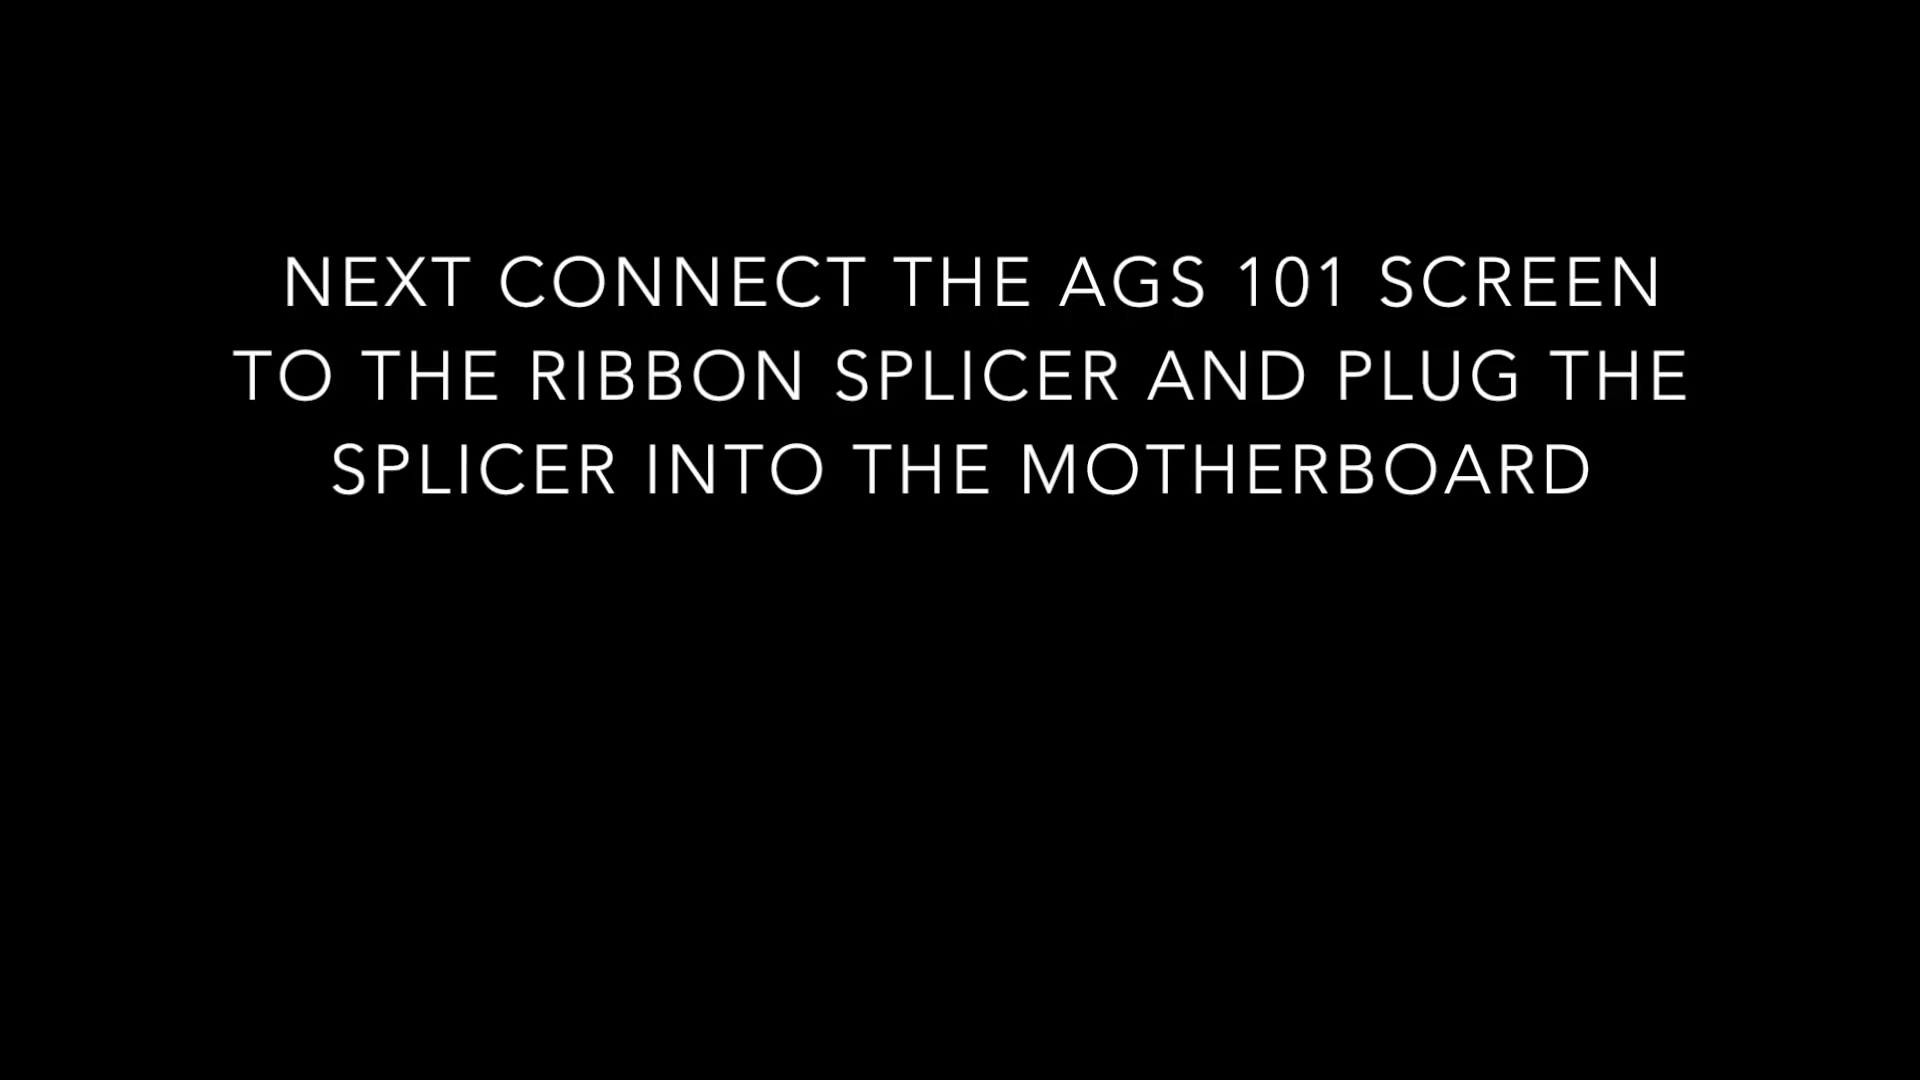 NEXT CONNECT THE AGS 101 SCREEN
TO THE RIBBON SPLICER AND PLUG THE
SPLICER INTO THE MOTHERBOARD